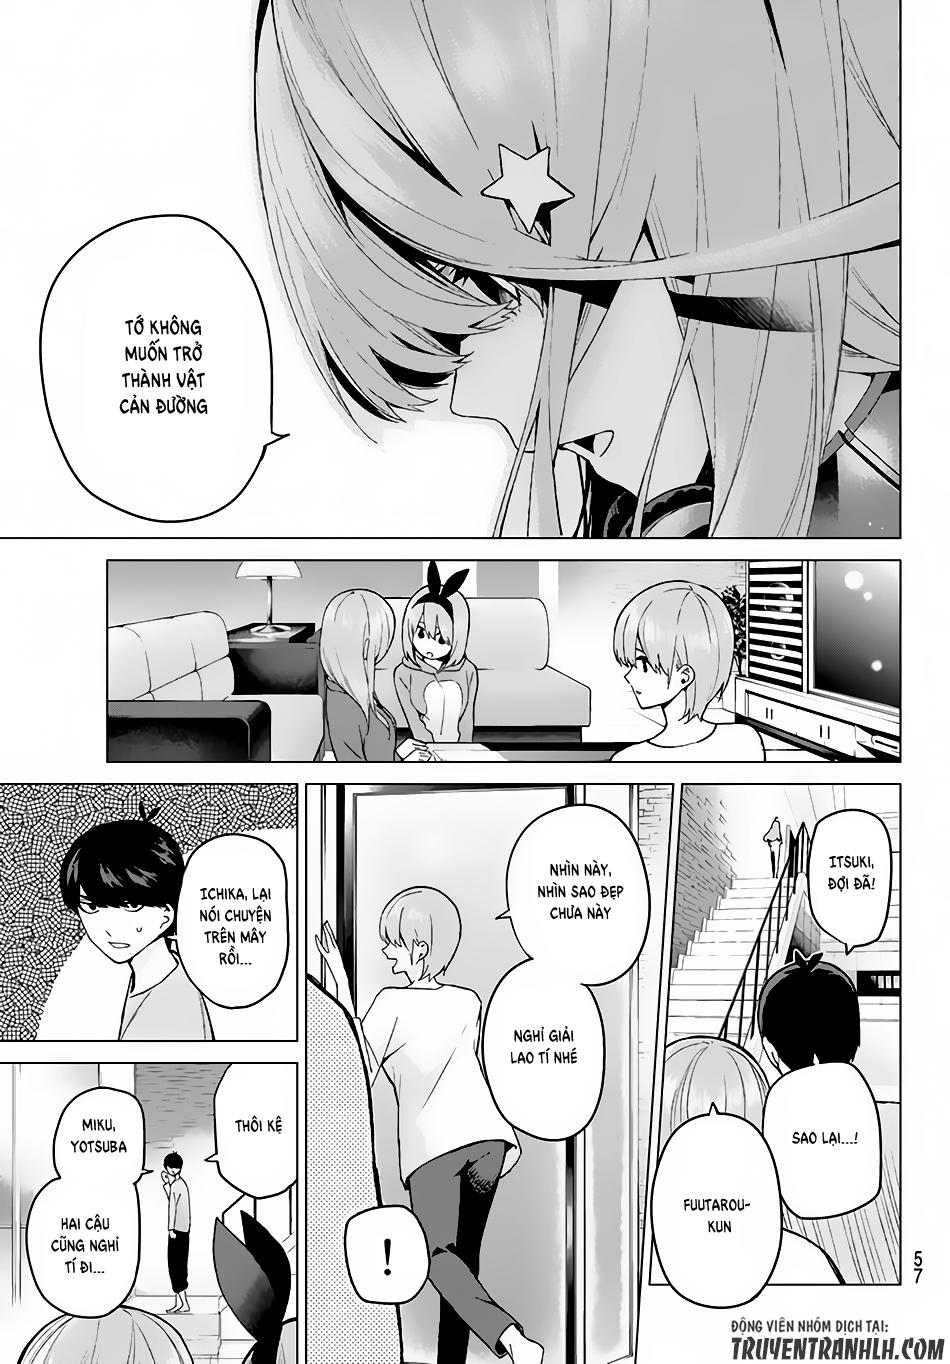 TỚ KHÔNG
MUỐN TRỞ
THÀNH VẬT
CẢN ĐƯỜNG
ITSUKI,
ĐỢI ĐÃ!
SAO LẠI...!
FUUTAROU-
KUN
NHÌN NÀY,
NHÌN SAO ĐẸP
CHƯA NÀY
NGHỈ GIẢI
LAO TÍ NHÉ
!
ICHIKA, LẠI
NÓI CHUYỆN
TRÊN MÂY
RỒI...
THÔI KỆ
MIKU,
YOTSUBA
HAI CẬU
CŨNG NGHỈ
TÍ ĐI...
57
ĐỘNG VIÊN NHÓM DỊCH TẠI:
TRUYENTRANHLH.COM